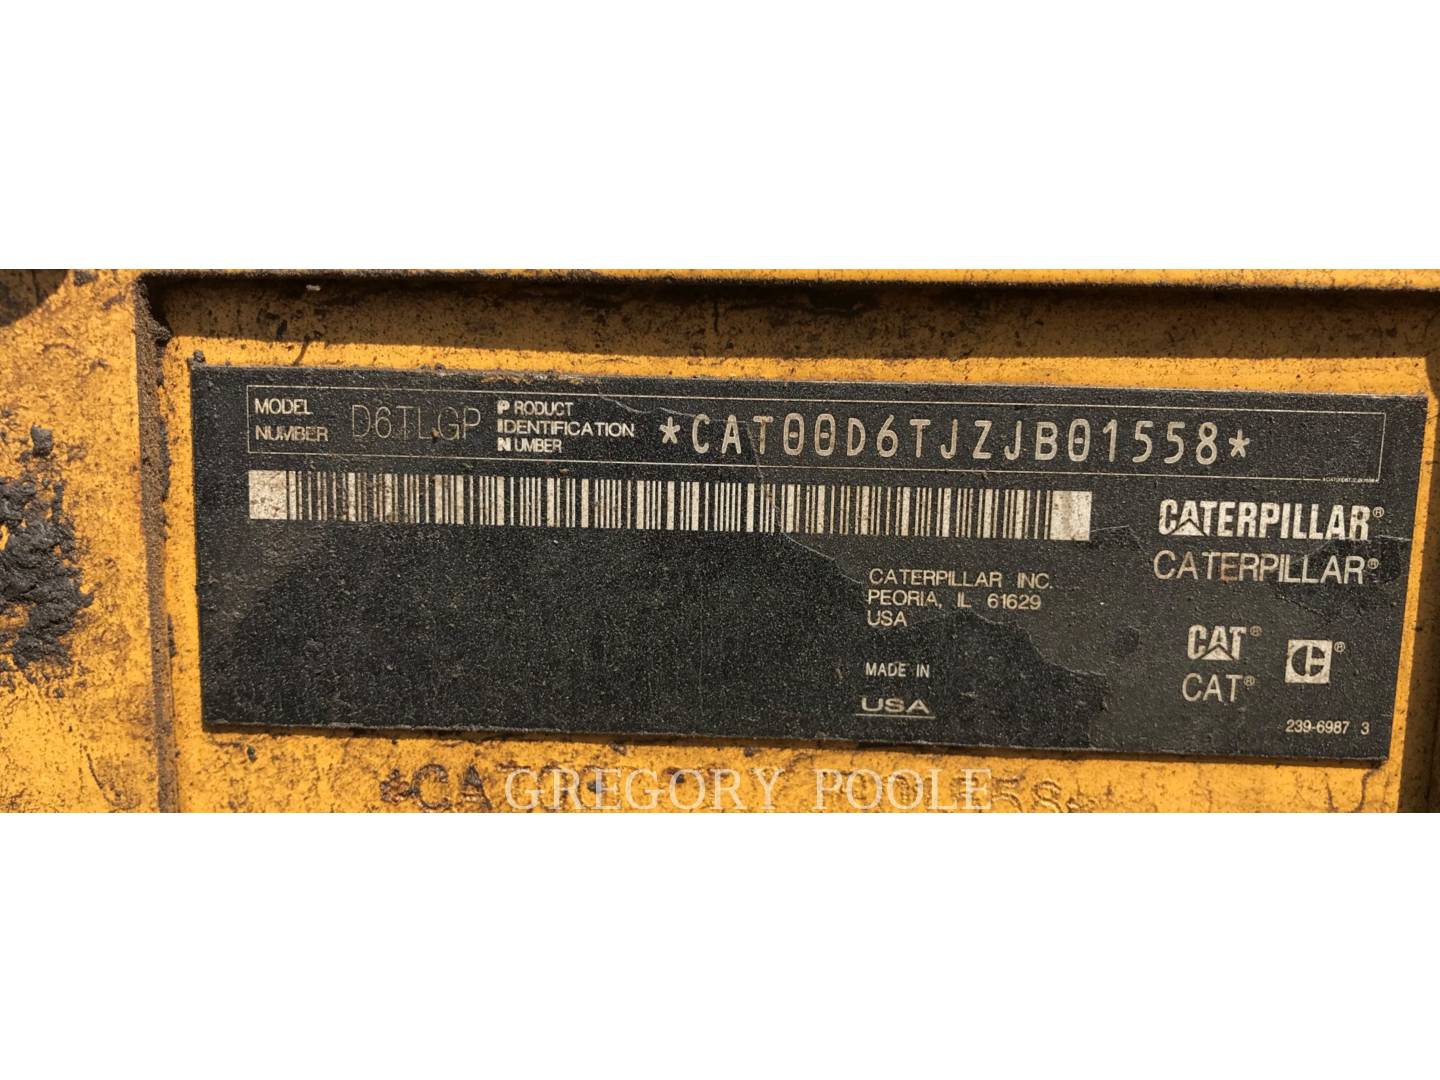 MODEL NUMBER D6TLGP PRODUCT IDENTIFICATION NUMBER *CAT00D6TJZJB01558*
CATERPILLAR®
CATERPILLAR®
CATERPILLAR INC.
PEORIA, IL 61629
USA
MADE IN
USA
CAT®
CAT®
C®
239-6987 3
GREGORY POOLE